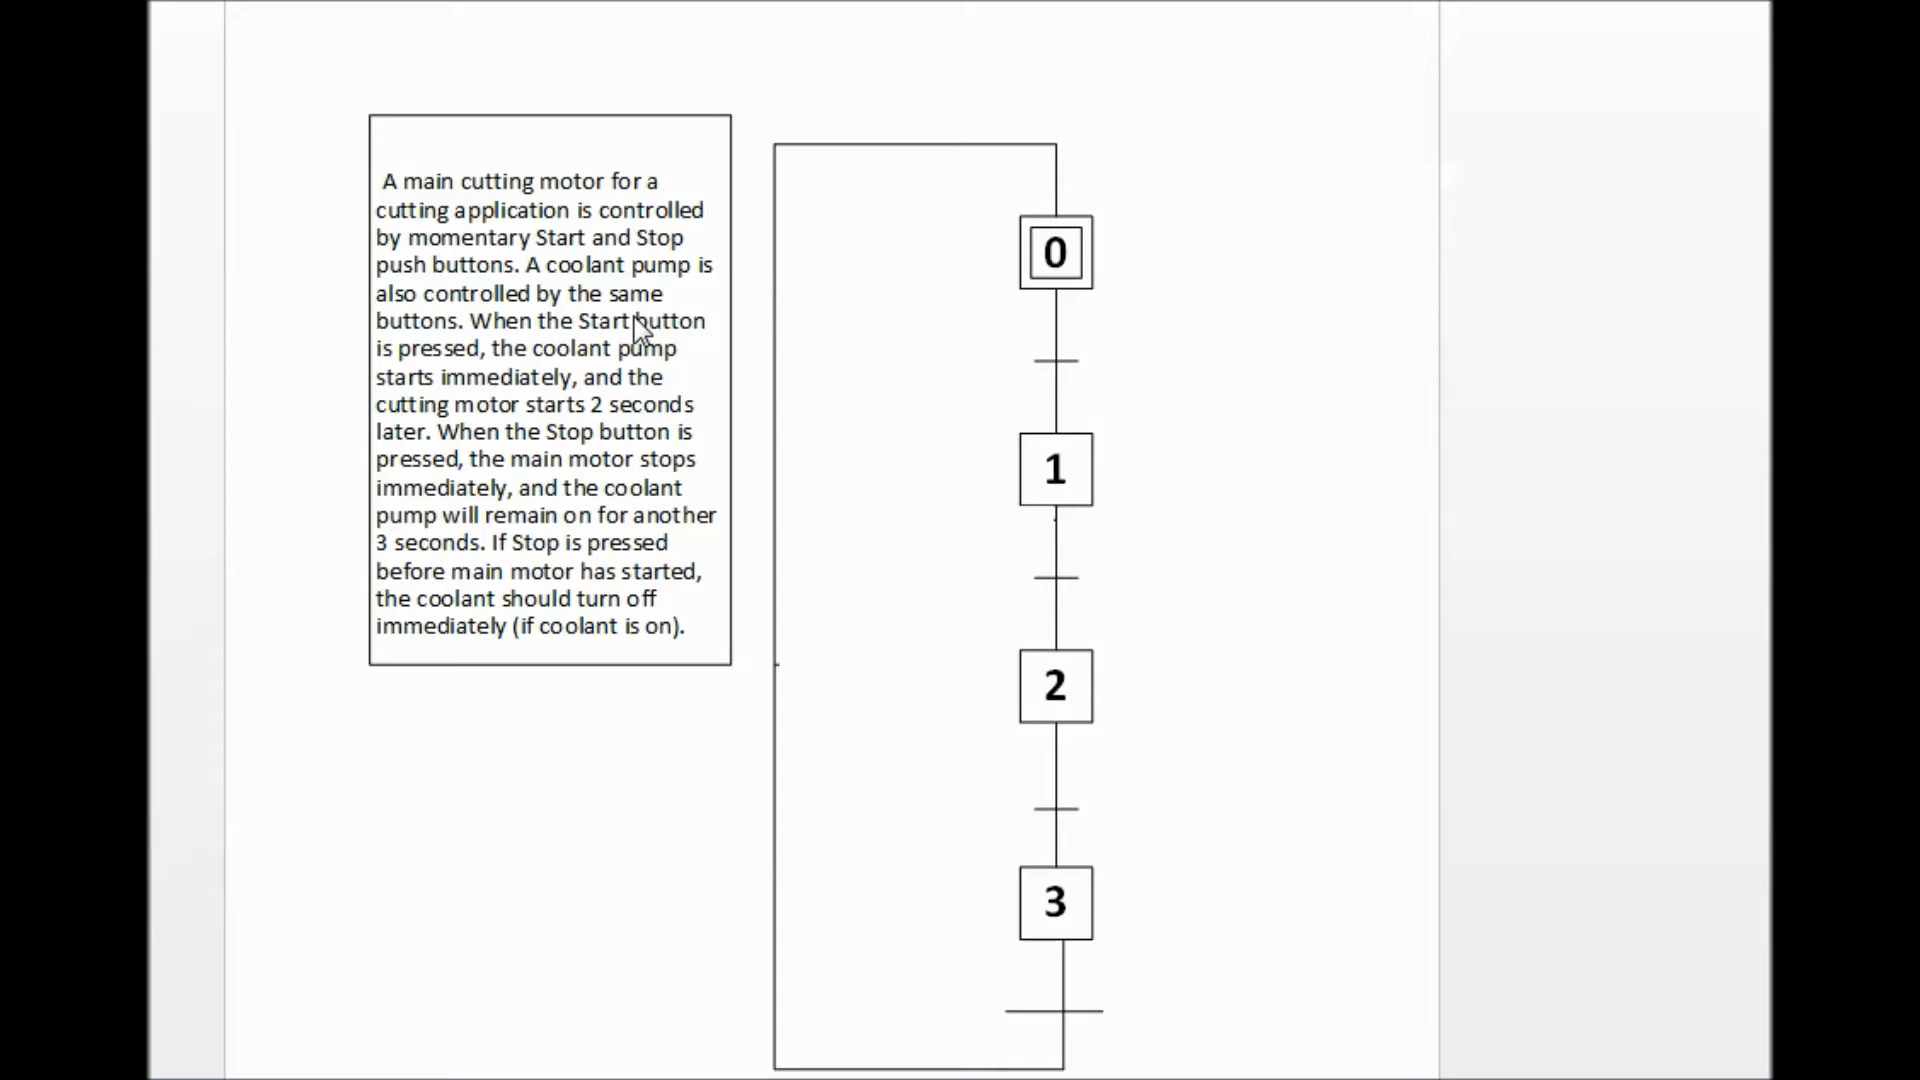 A main cutting motor for a
cutting application is controlled
by momentary Start and Stop
push buttons. A coolant pump is
also controlled by the same
buttons. When the Start button
is pressed, the coolant pump
starts immediately, and the
cutting motor starts 2 seconds
later. When the Stop button is
pressed, the main motor stops
immediately, and the coolant
pump will remain on for another
3 seconds. If Stop is pressed
before main motor has started,
the coolant should turn off
immediately (if coolant is on).
0
1
2
3